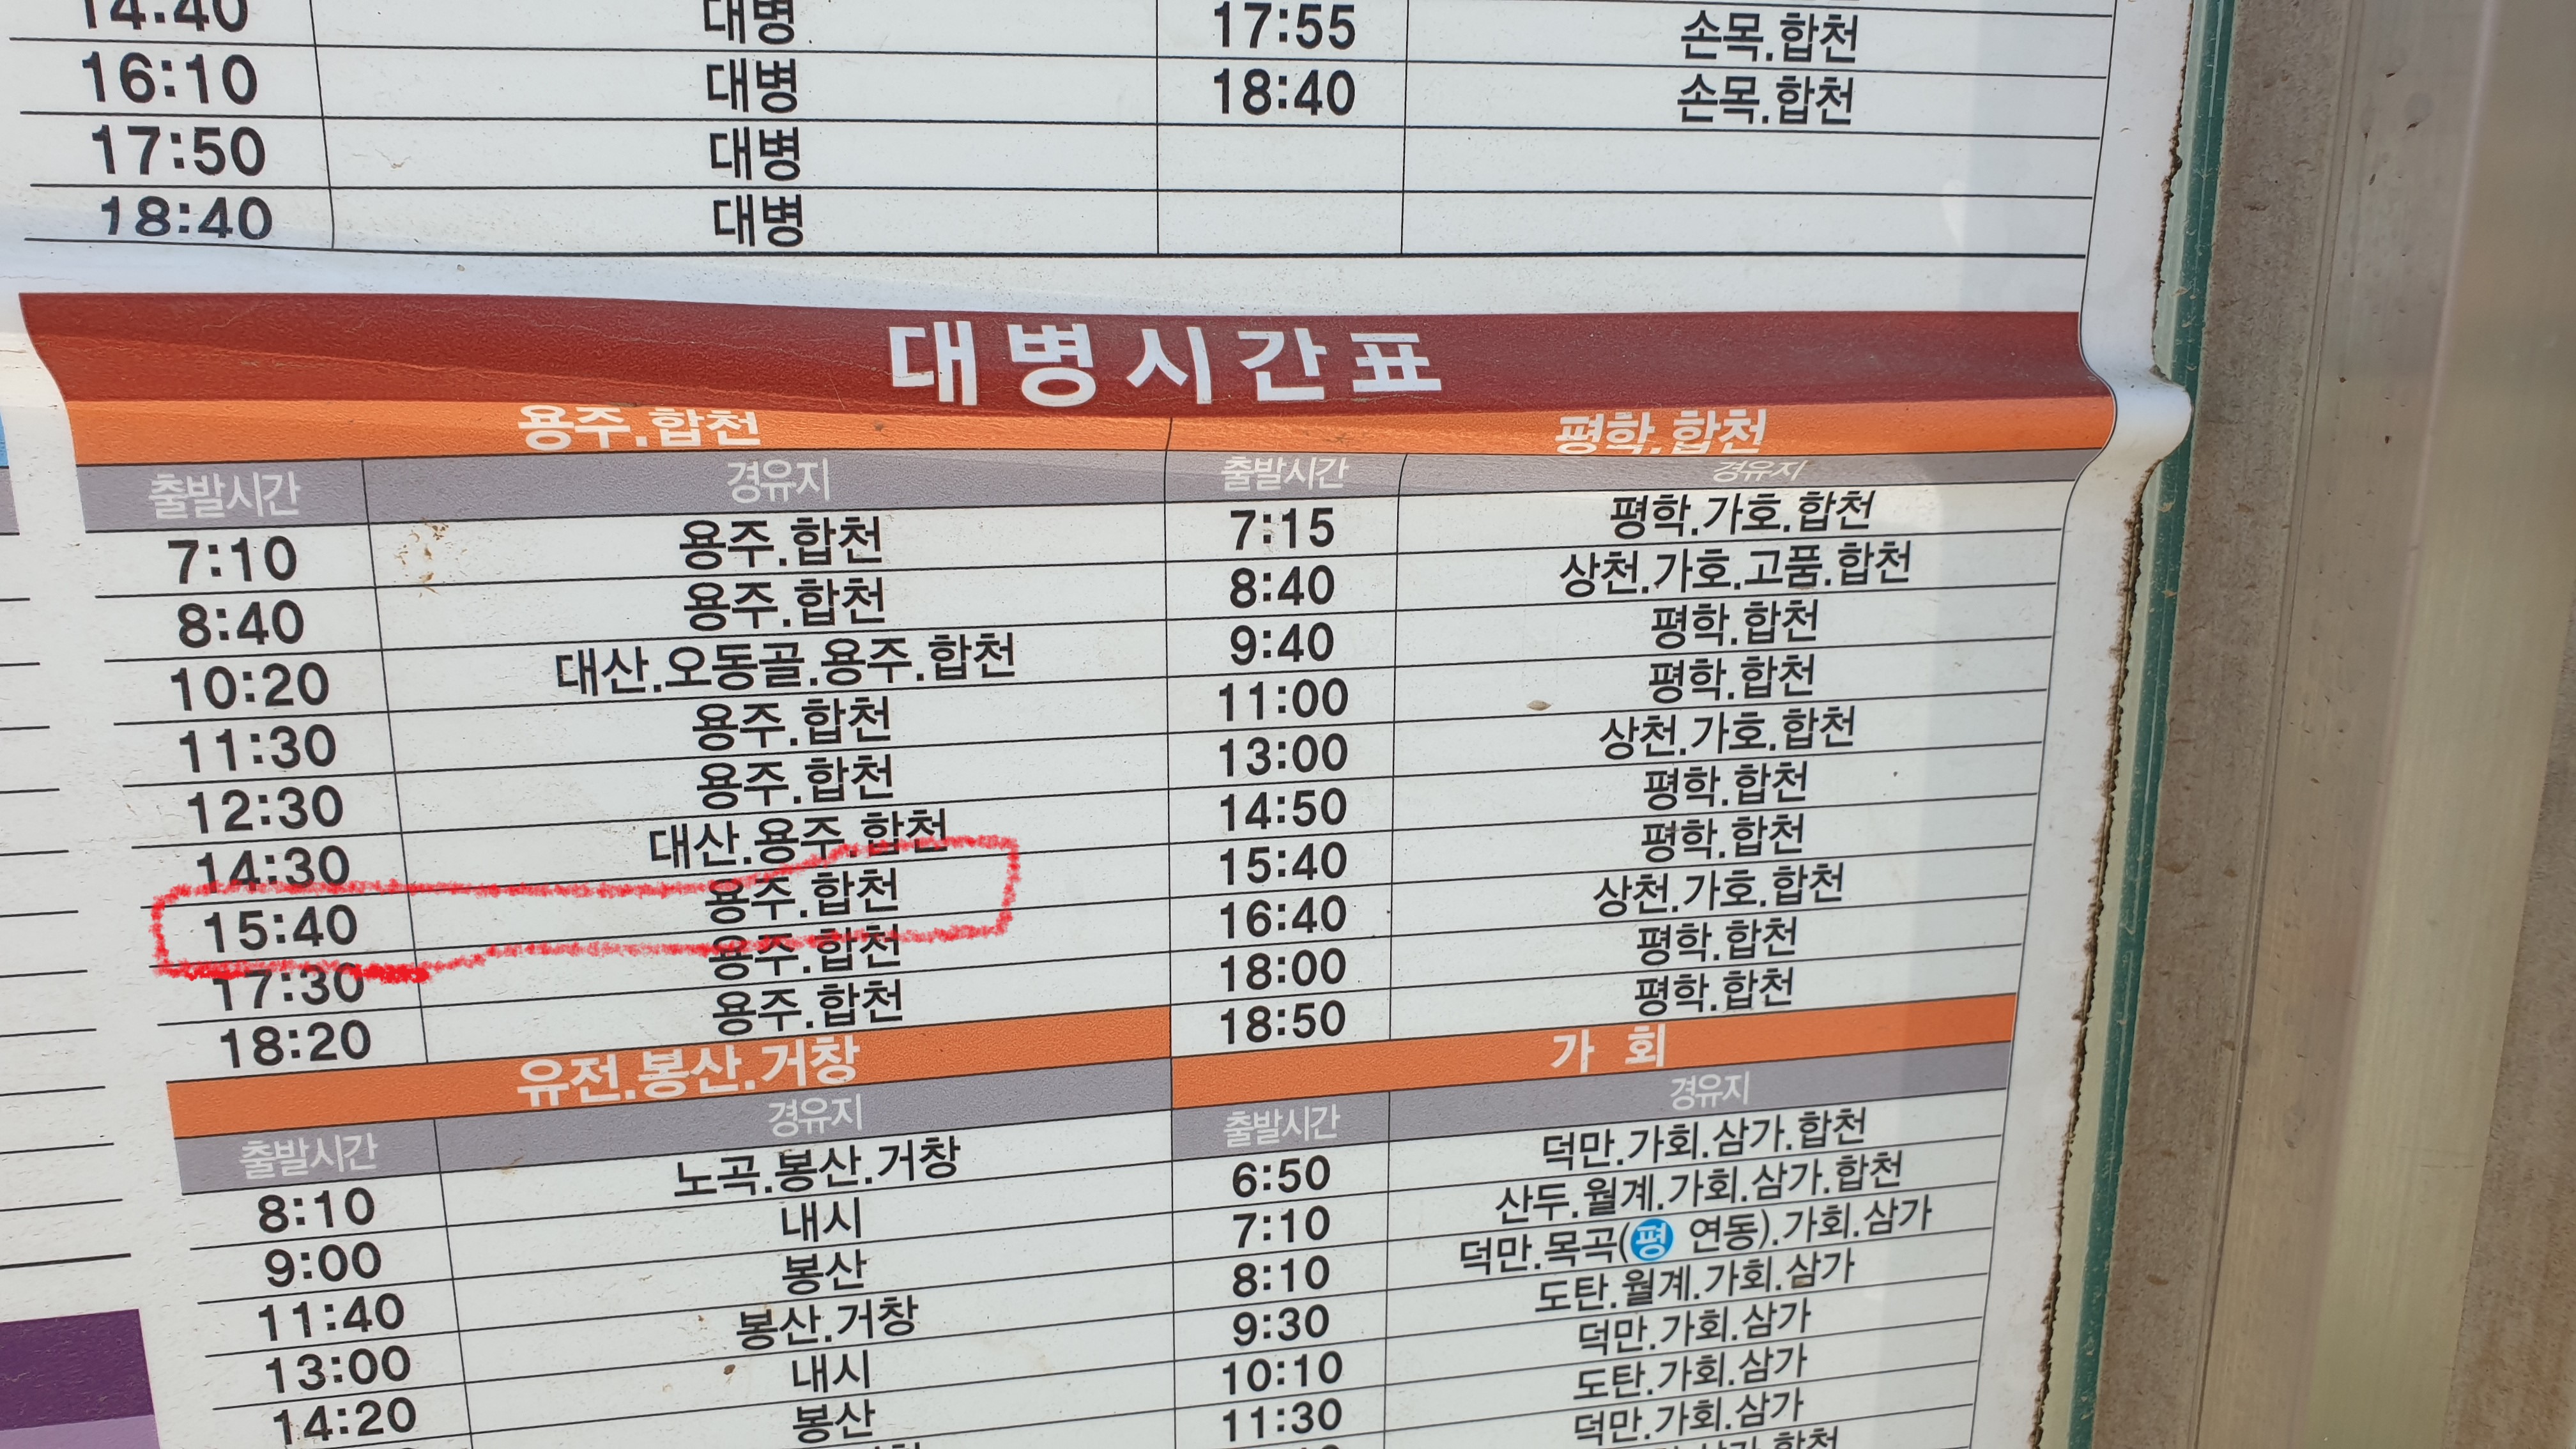 14:40 대병 17:55 손목.합천
16:10 대병 18:40 손목.합천
17:50 대병
18:40 대병
대병시간표
용주.합천 평학.합천
출발시간 경유지 출발시간 경유지
7:10 용주.합천 7:15 평학.가호.합천
8:40 용주.합천 8:40 상천.가호.고품.합천
10:20 대산.오동골.용주.합천 9:40 평학.합천
11:30 용주.합천 11:00 평학.합천
12:30 용주.합천 13:00 상천.가호.합천
14:30 대산.용주.합천 14:50 평학.합천
15:40 용주.합천 15:40 평학.합천
17:30 용주.합천 16:40 상천.가호.합천
18:20 용주.합천 18:00 평학.합천
18:50 평학.합천
유전.봉산.거창 가 회
출발시간 경유지 출발시간 경유지
8:10 노곡.봉산.거창 6:50 덕만.가회.삼가.합천
9:00 내시 7:10 산두.월계.가회.삼가.합천
11:40 봉산 8:10 덕만.목곡(평 연동).가회.삼가
13:00 봉산.거창 9:30 도탄.월계.가회.삼가
14:20 내시 10:10 덕만.가회.삼가
봉산 11:30 도탄.가회.삼가
덕만.가회.삼가